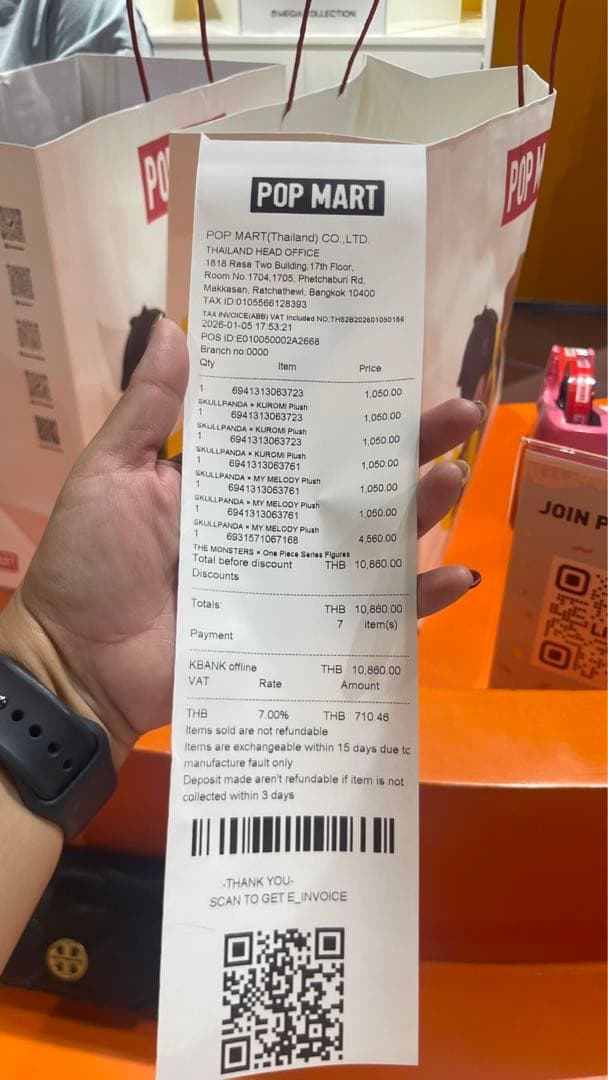 ΩMEGA COLLECTION
POP MART
POP MART(Thailand) CO.,LTD.
THAILAND HEAD OFFICE
1818 Rasa Two Building,17th Floor,
Room No.1704,1705, Phetchaburi Rd,
Makkasan, Ratchathewi, Bangkok 10400
TAX ID:0105566128393
TAX INVOICE(ABB) VAT Included NO:TH52B202601050156
2026-01-05 17:53:21
POS ID:E010050002A2668
Branch no:0000
Qty Item Price
1 6941313063723 1,050.00
SKULLPANDA × KUROMI Plush
1 6941313063723 1,050.00
SKULLPANDA × KUROMI Plush
1 6941313063723 1,050.00
SKULLPANDA × KUROMI Plush
1 6941313063761 1,050.00
SKULLPANDA × MY MELODY Plush
1 6941313063761 1,050.00
SKULLPANDA × MY MELODY Plush
1 6941313063761 1,050.00
SKULLPANDA × MY MELODY Plush
1 6931571067168 4,560.00
THE MONSTERS × One Piece Series Figures
Total before discount THB 10,860.00
Discounts
Totals: THB 10,860.00
7 item(s)
Payment
KBANK offline THB 10,860.00
VAT Rate Amount
THB 7.00% THB 710.46
Items sold are not refundable
Items are exchangeable within 15 days due to
manufacture fault only
Deposit made aren't refundable if item is not
collected within 3 days
-THANK YOU-
SCAN TO GET E_INVOICE
PO
POP M
MART
JOIN P